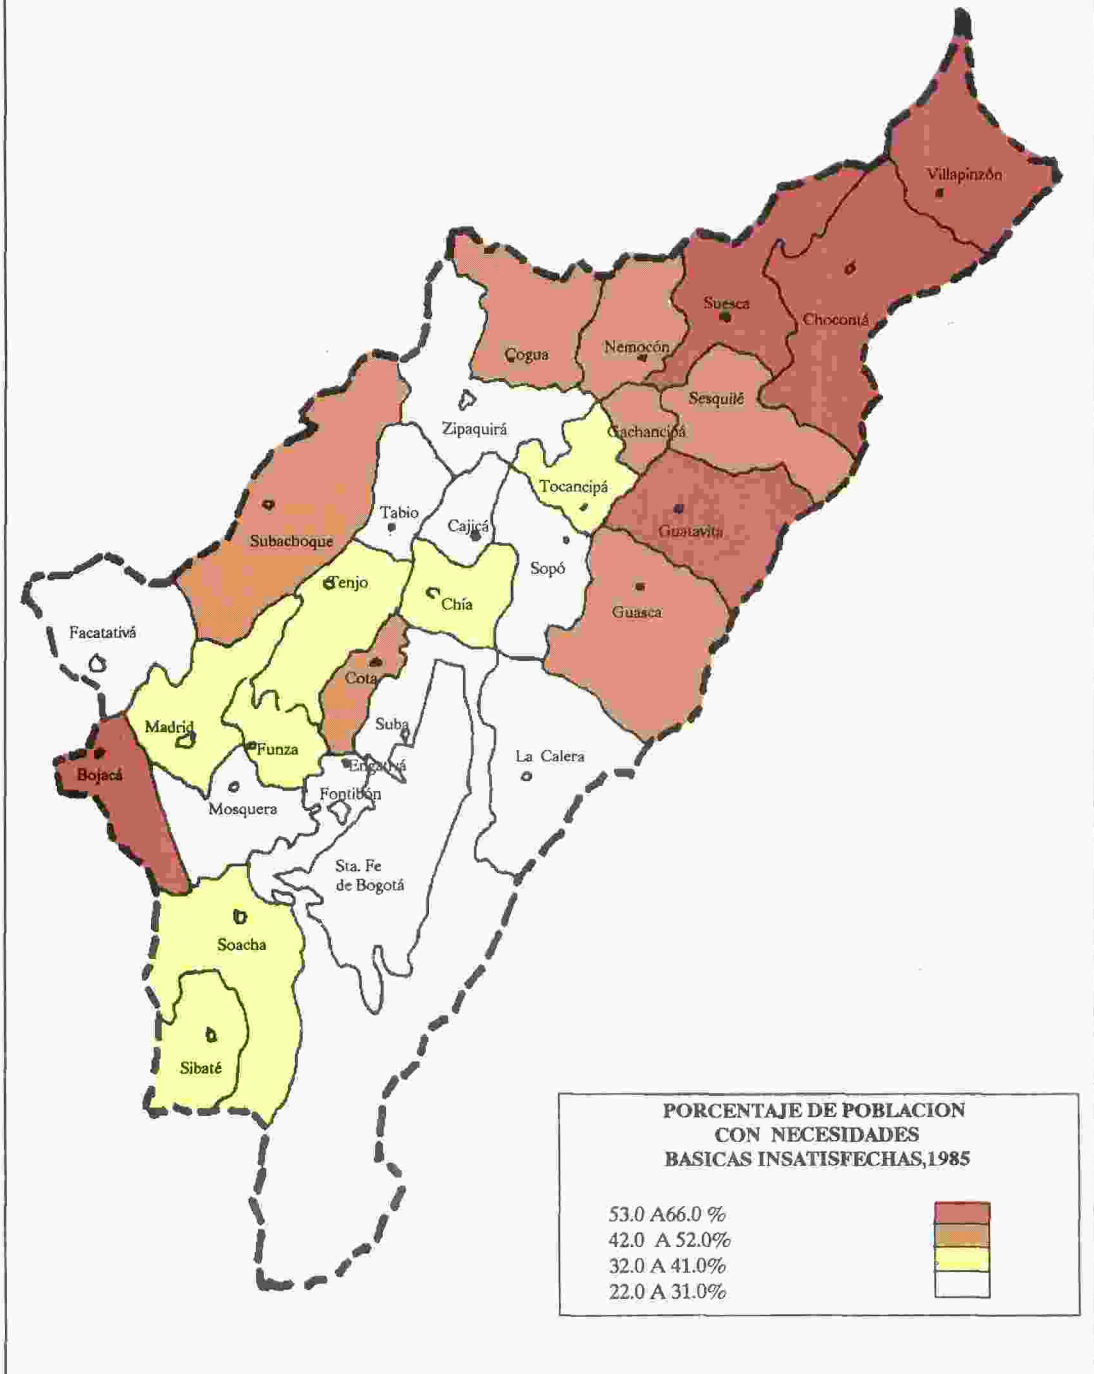 Villapinzón
Suesca
Chocontá
Nemocón
Cogua
Sesquilé
Zipaquirá
Gachancipá
Tocancipá
Tabio
Cajicá
Guatavita
Subachoque
Sopó
Tenjo
Chía
Guasca
Facatativá
Cota
Suba
Madrid
Funza
La Calera
Engativá
Bojacá
Fontibón
Mosquera
Sta. Fe
de Bogotá
Soacha
Sibaté
PORCENTAJE DE POBLACION
CON NECESIDADES
BASICAS INSATISFECHAS,1985
53.0 A66.0 %
42.0 A 52.0%
32.0 A 41.0%
22.0 A 31.0%